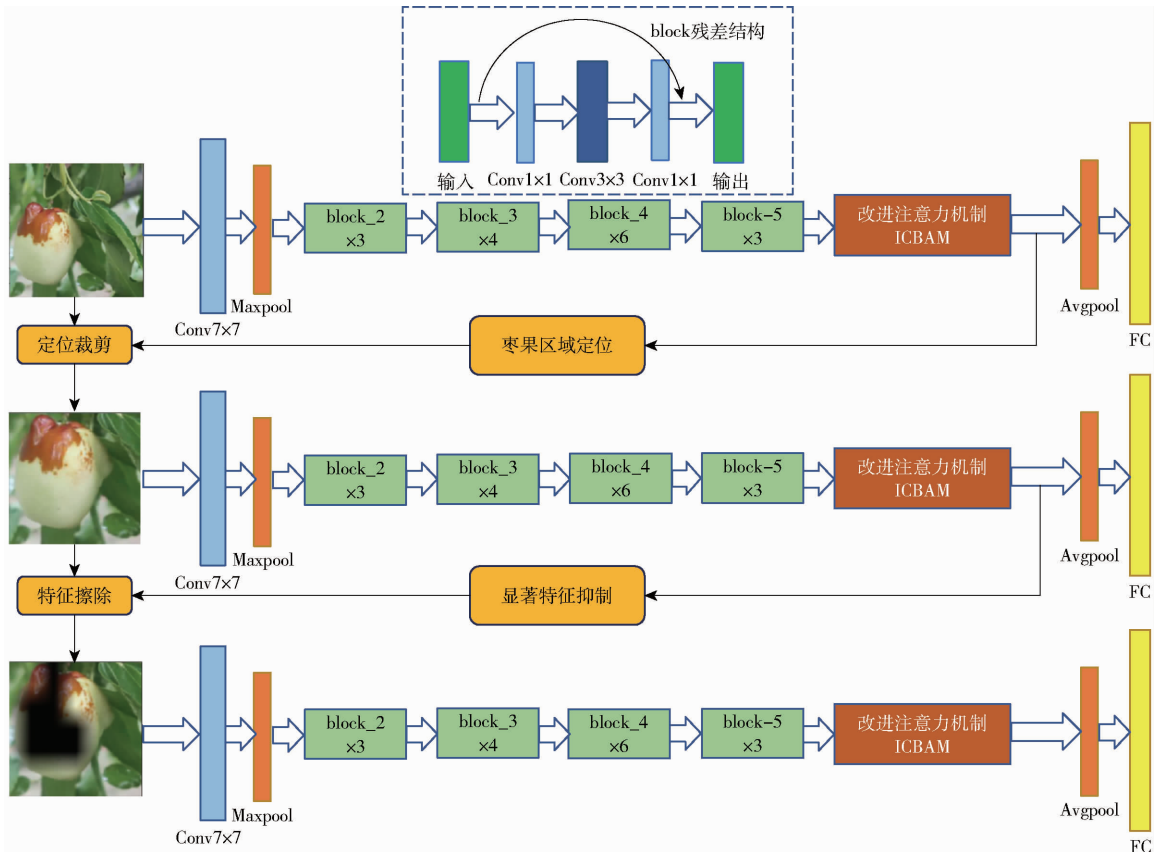 block残差结构
输入
Conv1×1
Conv3×3
Conv1×1
输出
block_2
×3
block_3
×4
block_4
×6
block-5
×3
改进注意力机制
ICBAM
Maxpool
Conv7×7
Avgpool
FC
定位裁剪
枣果区域定位
block_2
×3
block_3
×4
block_4
×6
block-5
×3
改进注意力机制
ICBAM
Maxpool
Conv7×7
Avgpool
FC
特征擦除
显著特征抑制
block_2
×3
block_3
×4
block_4
×6
block-5
×3
改进注意力机制
ICBAM
Maxpool
Conv7×7
Avgpool
FC